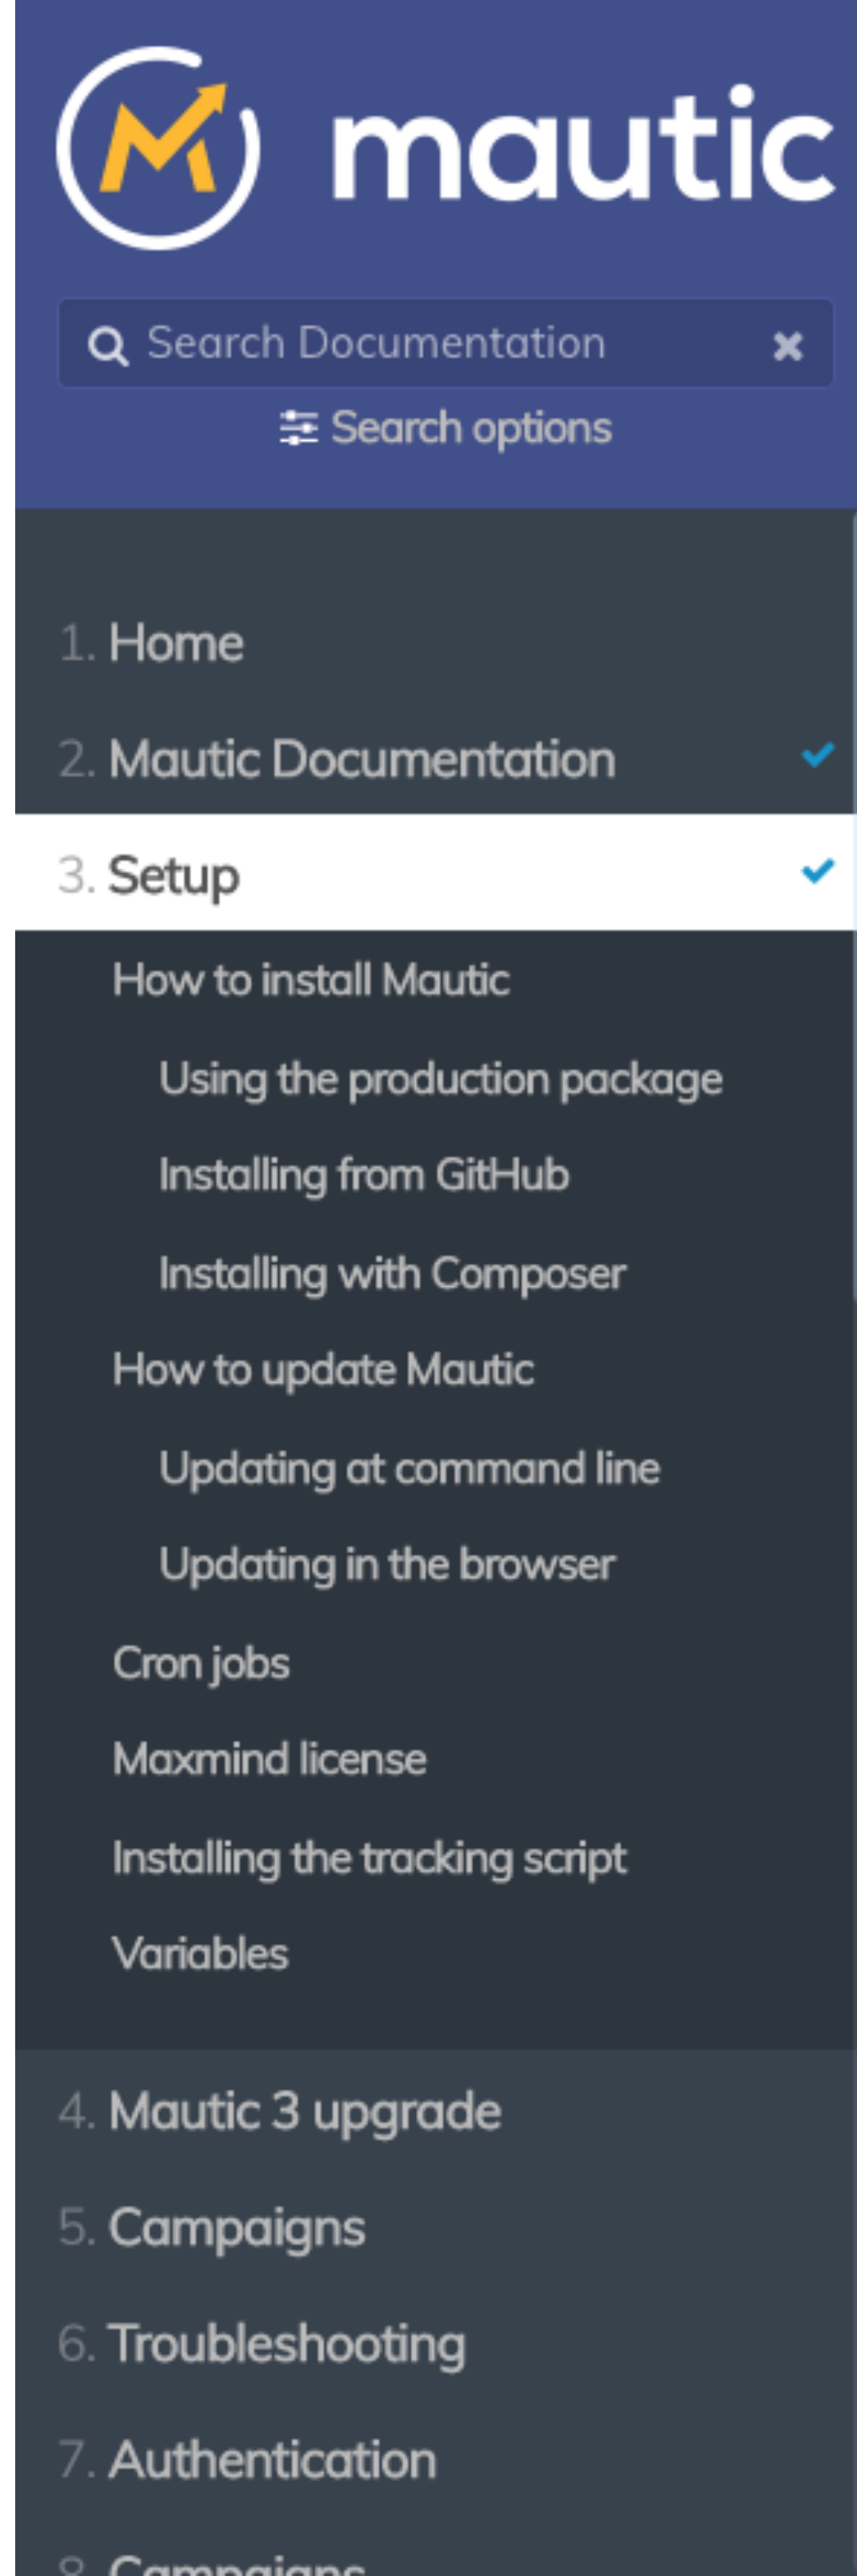 mautic
Search Documentation
Search options
1. Home
2. Mautic Documentation
3. Setup
How to install Mautic
Using the production package
Installing from GitHub
Installing with Composer
How to update Mautic
Updating at command line
Updating in the browser
Cron jobs
Maxmind license
Installing the tracking script
Variables
4. Mautic 3 upgrade
5. Campaigns
6. Troubleshooting
7. Authentication
8. Campaigns